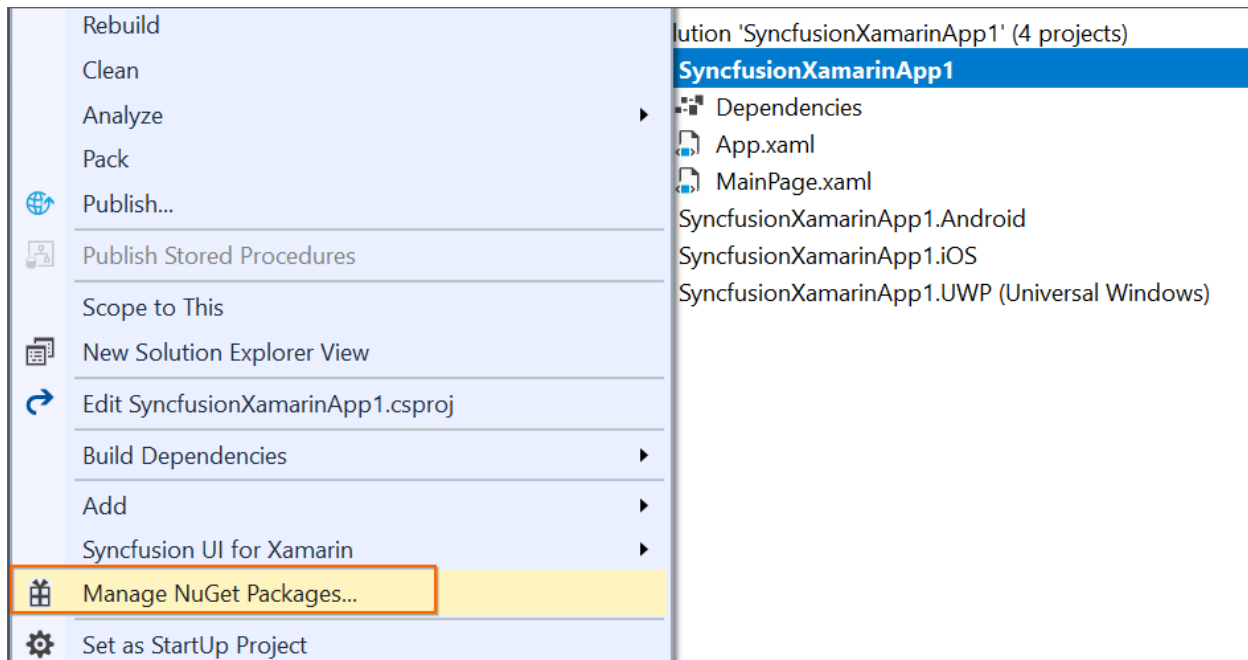 Rebuild
Clean
Analyze
Pack
Publish...
Publish Stored Procedures
Scope to This
New Solution Explorer View
Edit SyncfusionXamarinApp1.csproj
Build Dependencies
Add
Syncfusion UI for Xamarin
Manage NuGet Packages...
Set as StartUp Project
lution 'SyncfusionXamarinApp1' (4 projects)
SyncfusionXamarinApp1
Dependencies
App.xaml
MainPage.xaml
SyncfusionXamarinApp1.Android
SyncfusionXamarinApp1.iOS
SyncfusionXamarinApp1.UWP (Universal Windows)